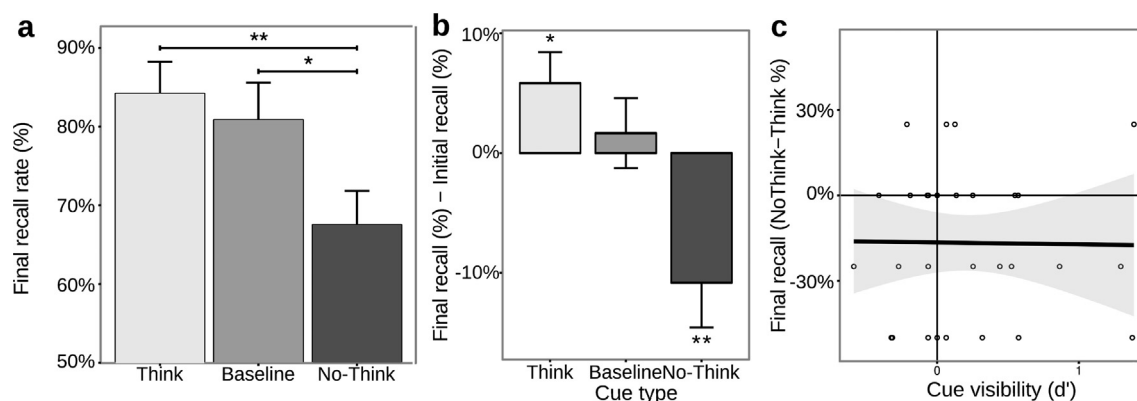 a
Final recall rate (%)
90%
80%
70%
60%
50%
**
*
Think
Baseline
No-Think
b
Final recall (%) − Initial recall (%)
10%
0%
-10%
*
**
Think
Baseline
No-Think
Cue type
c
Final recall (NoThink−Think %)
30%
0%
-30%
0
1
Cue visibility (d')